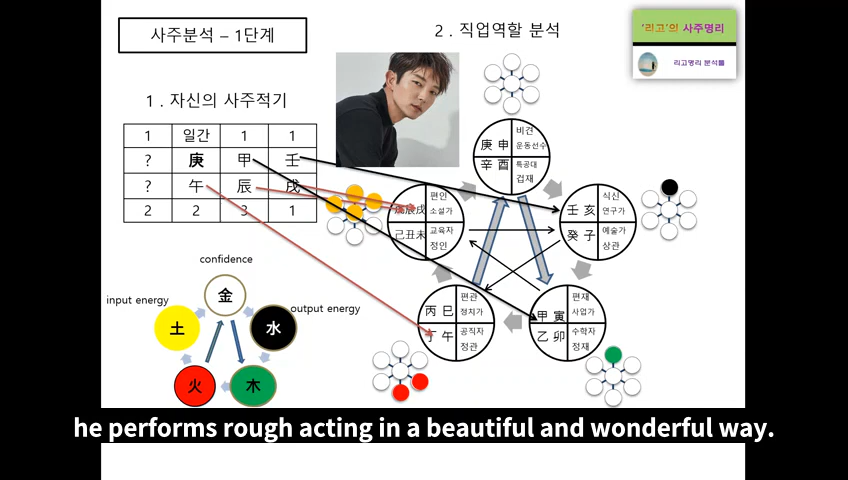 사주분석 – 1단계
2 . 직업역할 분석
'리고'의 사주명리
리고명리 분석틀
1 . 자신의 사주적기
1 일간 1 1
? 庚 甲 壬
? 午 辰 戌
2 2 3 1
庚 申 비견 운동선수
辛 酉 특공대 겁재
편인 소설가
己丑未 교육자 정인
壬 亥 식신 연구가
癸 子 예술가 상관
丙 巳 편관 정치가
丁 午 공직자 정관
甲 寅 편재 사업가
乙 卯 수학자 정재
confidence
input energy
output energy
金
土
水
火
木
he performs rough acting in a beautiful and wonderful way.